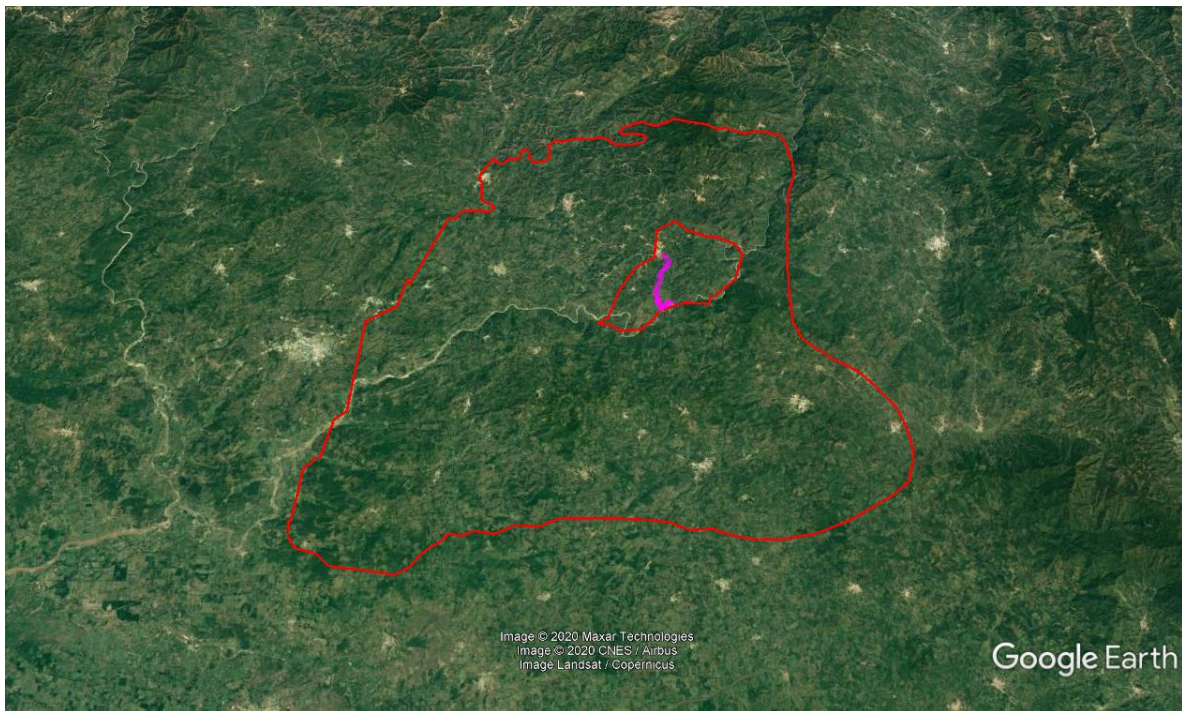 Image © 2020 Maxar Technologies
Image © 2020 CNES / Airbus
Image Landsat / Copernicus
Google Earth